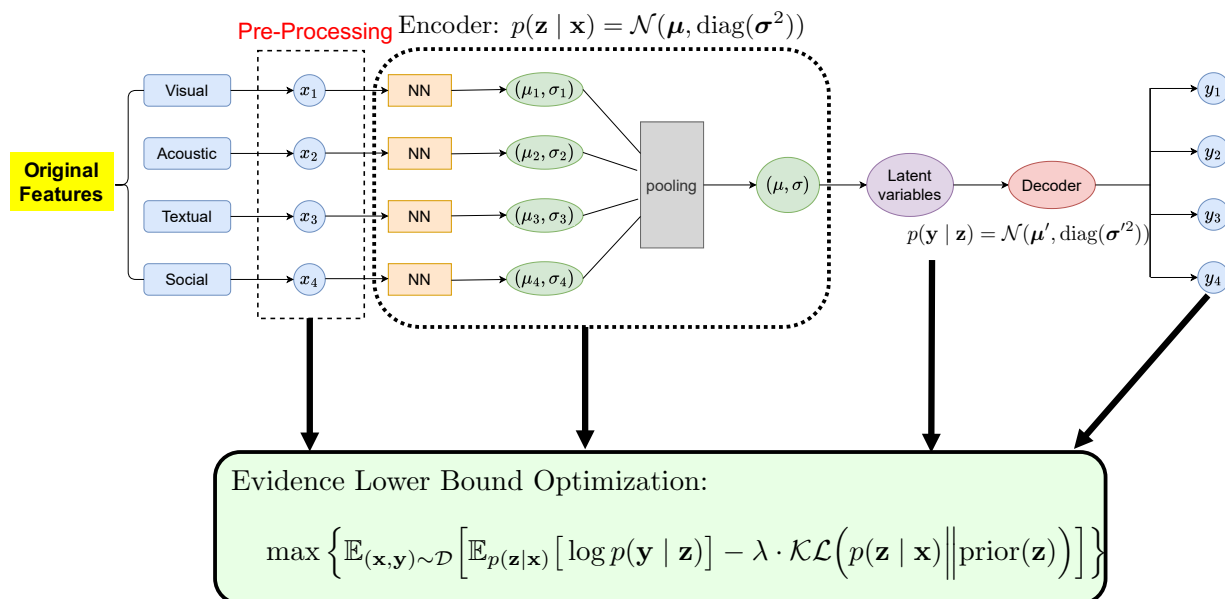 Pre-Processing
Encoder: p(z | x) = 𝒩(μ, diag(σ²))
Original
Features
Visual
x₁
NN
(μ₁, σ₁)
y₁
Acoustic
x₂
NN
(μ₂, σ₂)
y₂
pooling
(μ, σ)
Latent
variables
Decoder
Textual
x₃
NN
(μ₃, σ₃)
y₃
p(y | z) = 𝒩(μ′, diag(σ′²))
Social
x₄
NN
(μ₄, σ₄)
y₄
Evidence Lower Bound Optimization:
max {𝔼₍ₓ,ᵧ₎∼𝒟 [𝔼_{p(z|x)} [log p(y | z)] − λ · 𝒦ℒ(p(z | x)‖prior(z))]}